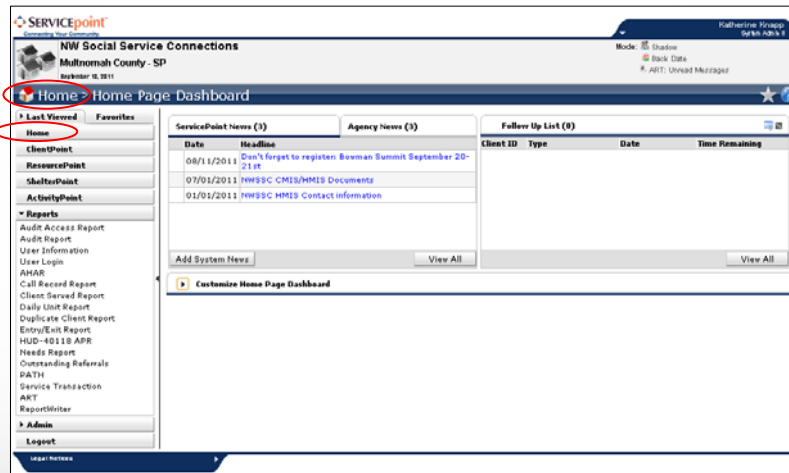 SERVICEpoint
Connecting Your Community
Katherine Knapp
System Admin II
NW Social Service Connections
Multnomah County - SP
September 18, 2011
Mode: Shadow
Back Date
ART: Unread Messages
Home > Home Page Dashboard
Last Viewed Favorites
Home
ClientPoint
ResourcePoint
ShelterPoint
ActivityPoint
Reports
Audit Access Report
Audit Report
User Information
User Login
AHAR
Call Record Report
Client Served Report
Daily Unit Report
Duplicate Client Report
Entry/Exit Report
HUD-40118 APR
Needs Report
Outstanding Referrals
PATH
Service Transaction
ART
ReportWriter
Admin
Logout
Legal Notices
ServicePoint News (3) Agency News (3)
Date Headline
08/11/2011 Don't forget to register: Bowman Summit September 20-
21st
07/01/2011 NWSSC CMIS/HMIS Documents
01/01/2011 NWSSC HMIS Contact information
Add System News View All
Follow Up List (0)
Client ID Type Date Time Remaining
View All
Customize Home Page Dashboard